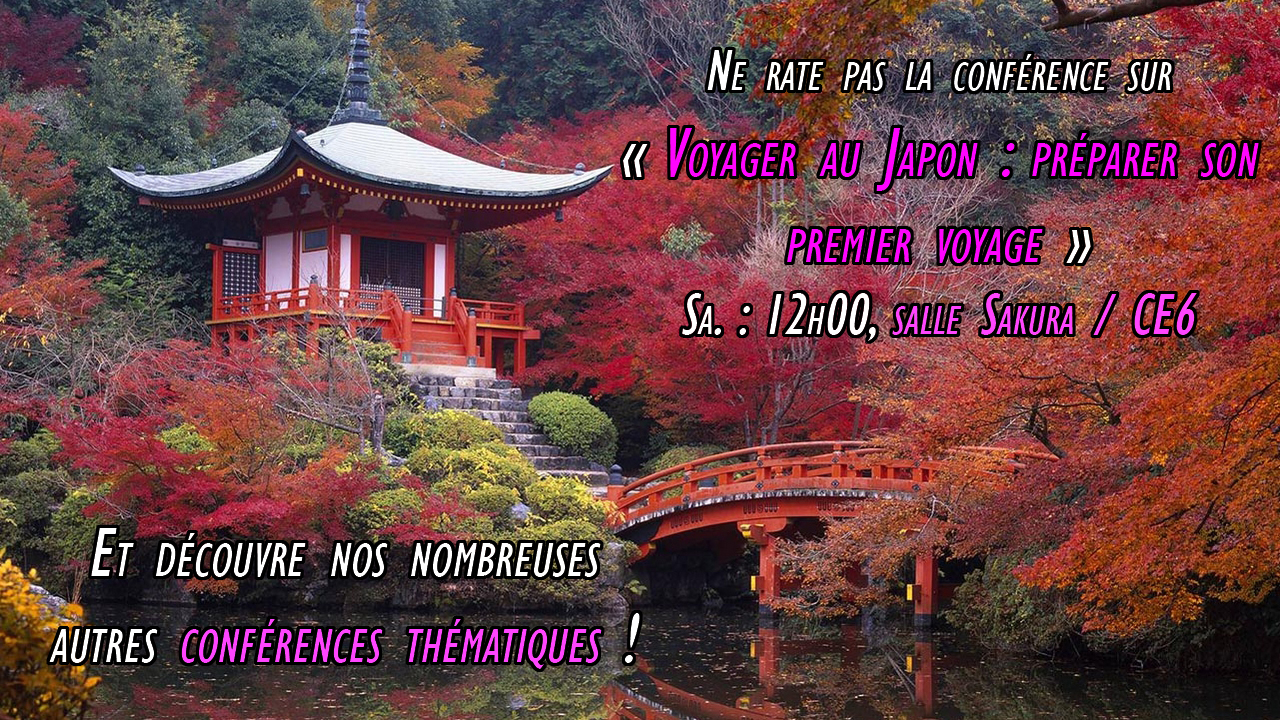 Ne rate pas la conférence sur
« Voyager au Japon : préparer son
premier voyage »
Sa. : 12h00, salle Sakura / CE6
Et découvre nos nombreuses
autres conférences thématiques !